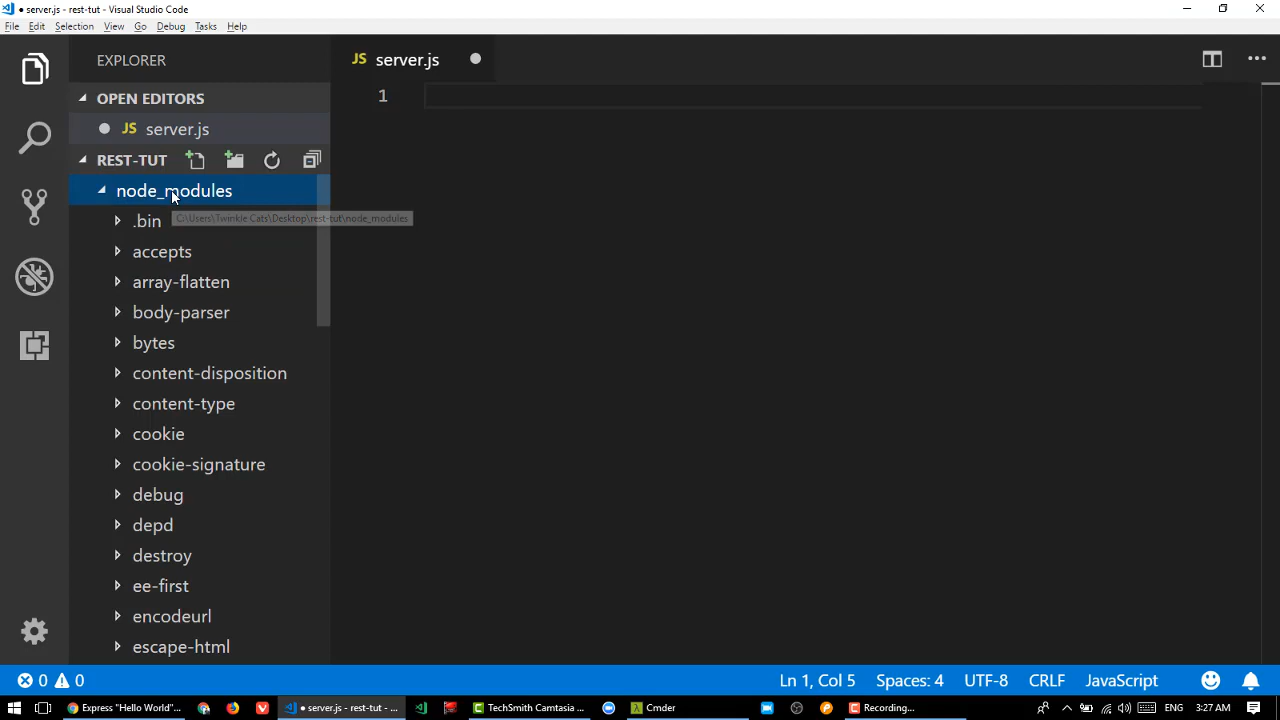 ● server.js - rest-tut - Visual Studio Code
File Edit Selection View Go Debug Tasks Help
EXPLORER
JS server.js
OPEN EDITORS
1
JS server.js
REST-TUT
node_modules
C:\Users\Twinkle Cats\Desktop\rest-tut\node_modules
.bin
accepts
array-flatten
body-parser
bytes
content-disposition
content-type
cookie
cookie-signature
debug
depd
destroy
ee-first
encodeurl
escape-html
0 0 Ln 1, Col 5 Spaces: 4 UTF-8 CRLF JavaScript
Express "Hello World"... ● server.js - rest-tut - ... TechSmith Camtasia ... Cmder Recording... ENG 3:27 AM